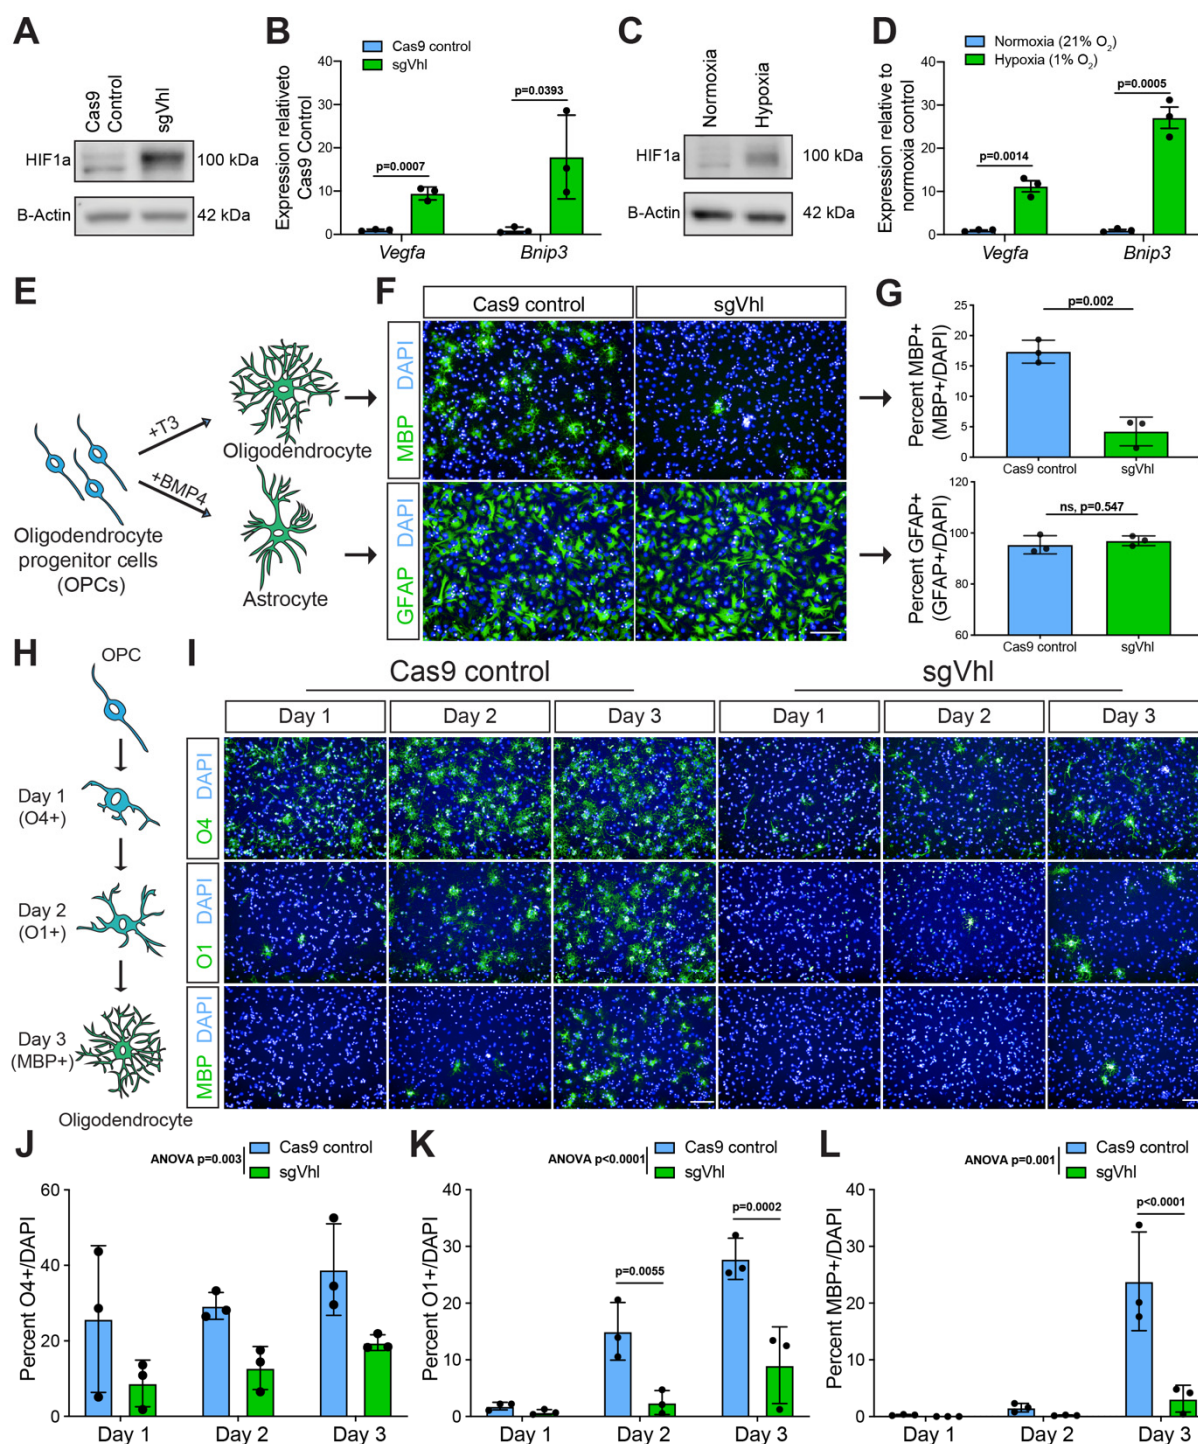 A
Cas9
Control
sgVhl
HIF1a
100 kDa
B-Actin
42 kDa
B
Cas9 control
sgVhl
Expression relativeto
Cas9 Control
40
30
20
10
0
p=0.0007
p=0.0393
Vegfa
Bnip3
C
Normoxia
Hypoxia
HIF1a
100 kDa
B-Actin
42 kDa
D
Normoxia (21% O2)
Hypoxia (1% O2)
Expression relative to
normoxia control
40
30
20
10
0
p=0.0014
p=0.0005
Vegfa
Bnip3
E
Oligodendrocyte
progenitor cells
(OPCs)
+T3
+BMP4
Oligodendrocyte
Astrocyte
F
Cas9 control
sgVhl
MBP DAPI
GFAP DAPI
G
Percent MBP+
(MBP+/DAPI)
25
20
15
10
5
0
p=0.002
Cas9 control
sgVhl
Percent GFAP+
(GFAP+/DAPI)
120
100
80
60
ns, p=0.547
Cas9 control
sgVhl
H
OPC
Day 1
(O4+)
Day 2
(O1+)
Day 3
(MBP+)
Oligodendrocyte
I
Cas9 control
sgVhl
Day 1
Day 2
Day 3
Day 1
Day 2
Day 3
O4 DAPI
O1 DAPI
MBP DAPI
J
ANOVA p=0.003
Cas9 control
sgVhl
Percent O4+/DAPI
60
40
20
0
Day 1
Day 2
Day 3
K
ANOVA p<0.0001
Cas9 control
sgVhl
Percent O1+/DAPI
40
30
20
10
0
p=0.0055
p=0.0002
Day 1
Day 2
Day 3
L
ANOVA p=0.001
Cas9 control
sgVhl
Percent MBP+/DAPI
40
30
20
10
0
p<0.0001
Day 1
Day 2
Day 3